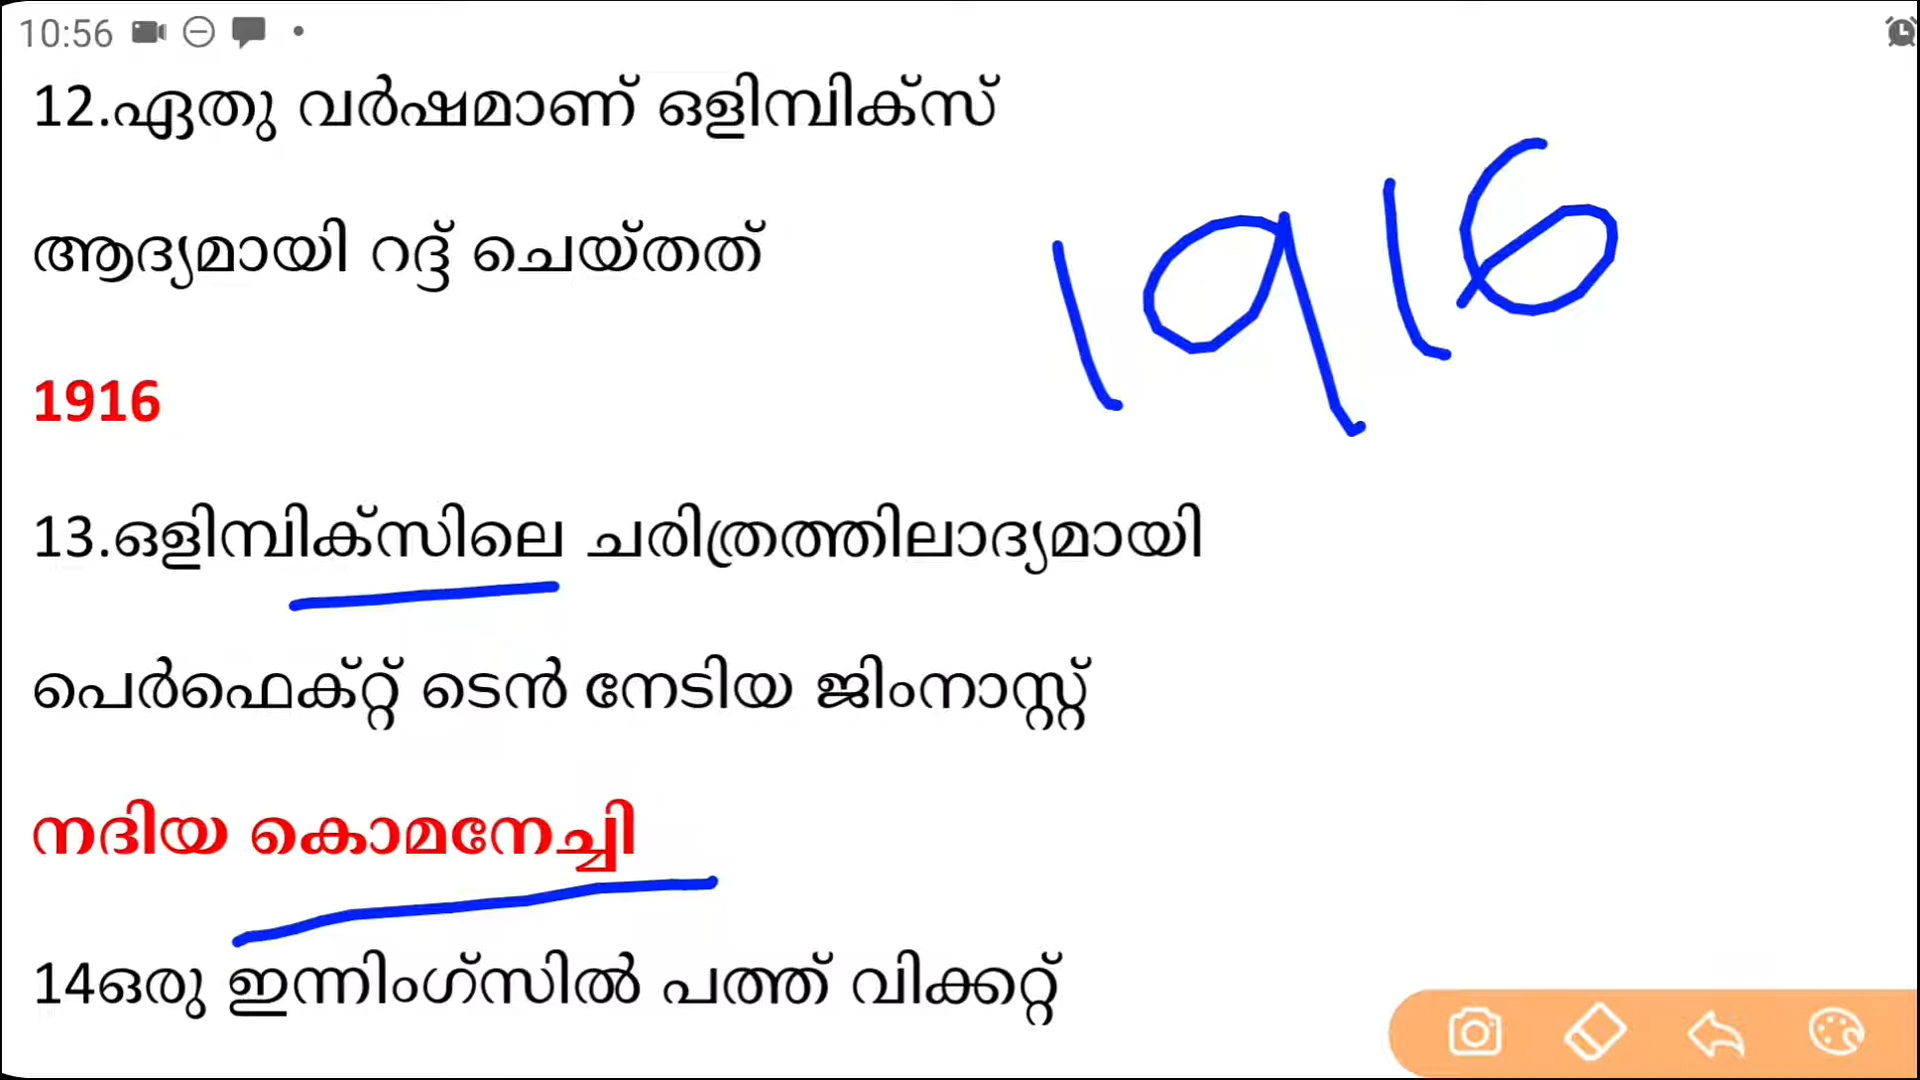 10:56
12.ഏതു വർഷമാണ് ഒളിമ്പിക്സ്
ആദ്യമായി റദ്ദ് ചെയ്തത്
1916
1916
13.ഒളിമ്പിക്സിലെ ചരിത്രത്തിലാദ്യമായി
പെർഫെക്റ്റ് ടെൻ നേടിയ ജിംനാസ്റ്റ്
നദിയ കൊമനേച്ചി
14ഒരു ഇന്നിംഗ്സിൽ പത്ത് വിക്കറ്റ്